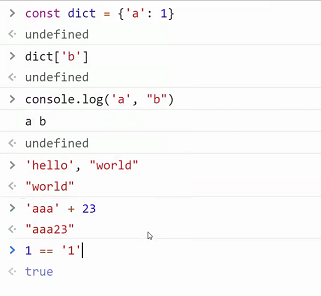 > const dict = {'a': 1}
< undefined
> dict['b']
< undefined
> console.log('a', "b")
a b
< undefined
> 'hello', "world"
< "world"
> 'aaa' + 23
< "aaa23"
> 1 == '1'
< true